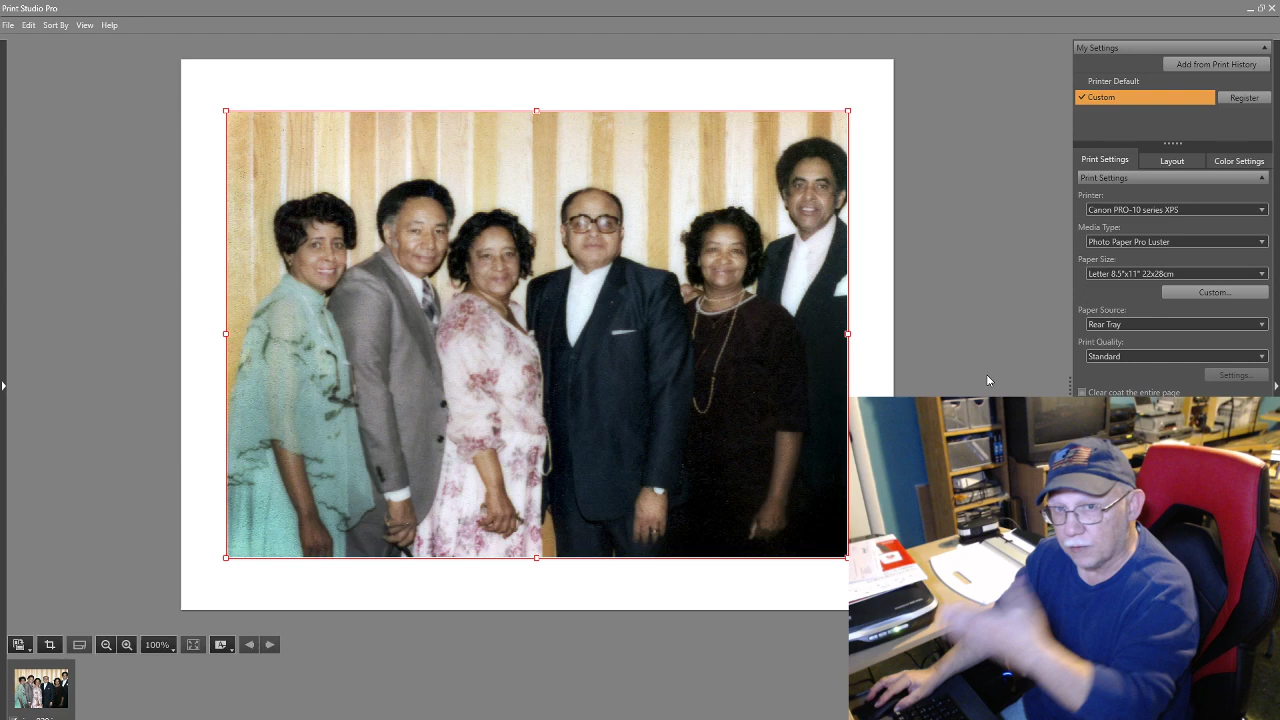 Print Studio Pro
File Edit Sort By View Help
My Settings
Add from Print History
Printer Default
Custom
Register
Print Settings Layout Color Settings
Print Settings
Printer:
Canon PRO-10 series XPS
Media Type:
Photo Paper Pro Luster
Paper Size:
Letter 8.5"x11" 22x28cm
Custom...
Paper Source:
Rear Tray
Print Quality:
Standard
Settings...
Clear coat the entire page
100%